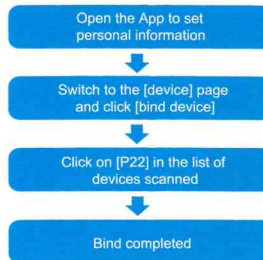 Open the App to set
personal information
Switch to the [device] page
and click [bind device]
Click on [P22] in the list of
devices scanned
Bind completed